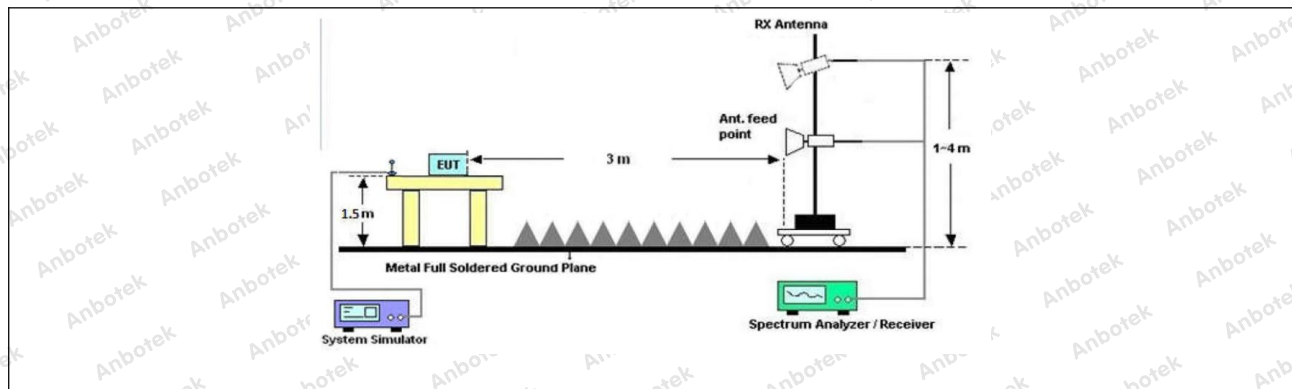 RX Antenna
Ant. feed
point
EUT
3 m
1~4 m
1.5 m
Metal Full Soldered Ground Plane
System Simulator
Spectrum Analyzer / Receiver
Anbotek